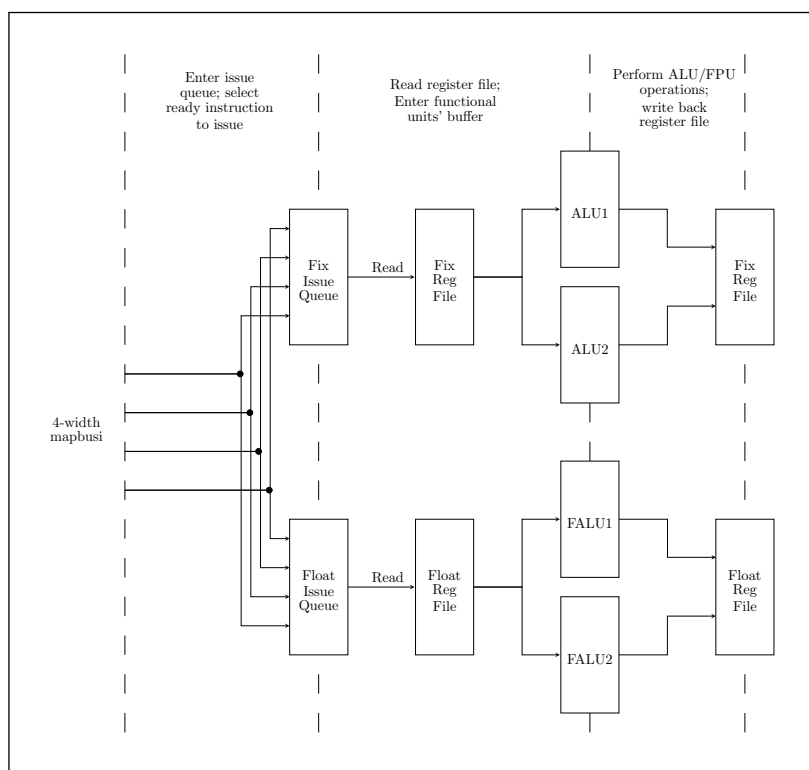 Enter issue
queue; select
ready instruction
to issue
Read register file;
Enter functional
units' buffer
Perform ALU/FPU
operations;
write back
register file
ALU1
Fix
Issue
Queue
Read
Fix
Reg
File
Fix
Reg
File
ALU2
4-width
mapbusi
FALU1
Float
Issue
Queue
Read
Float
Reg
File
Float
Reg
File
FALU2